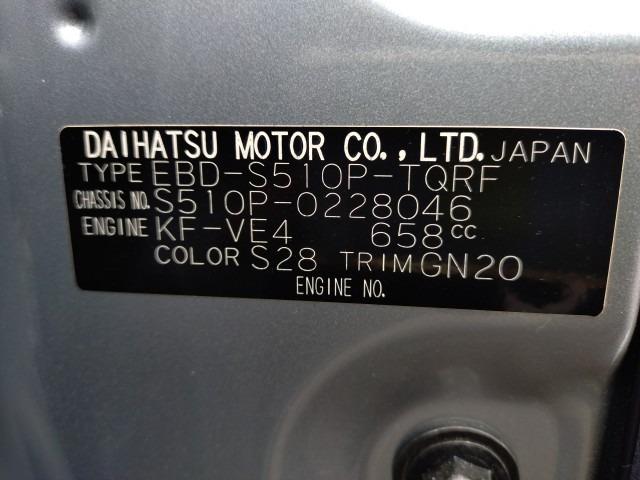 DAIHATSU MOTOR CO., LTD. JAPAN
TYPE EBD-S510P-TQRF
CHASSIS NO. S510P-0228046
ENGINE KF-VE4 658cc
COLOR S28 TRIM GN20
ENGINE NO.